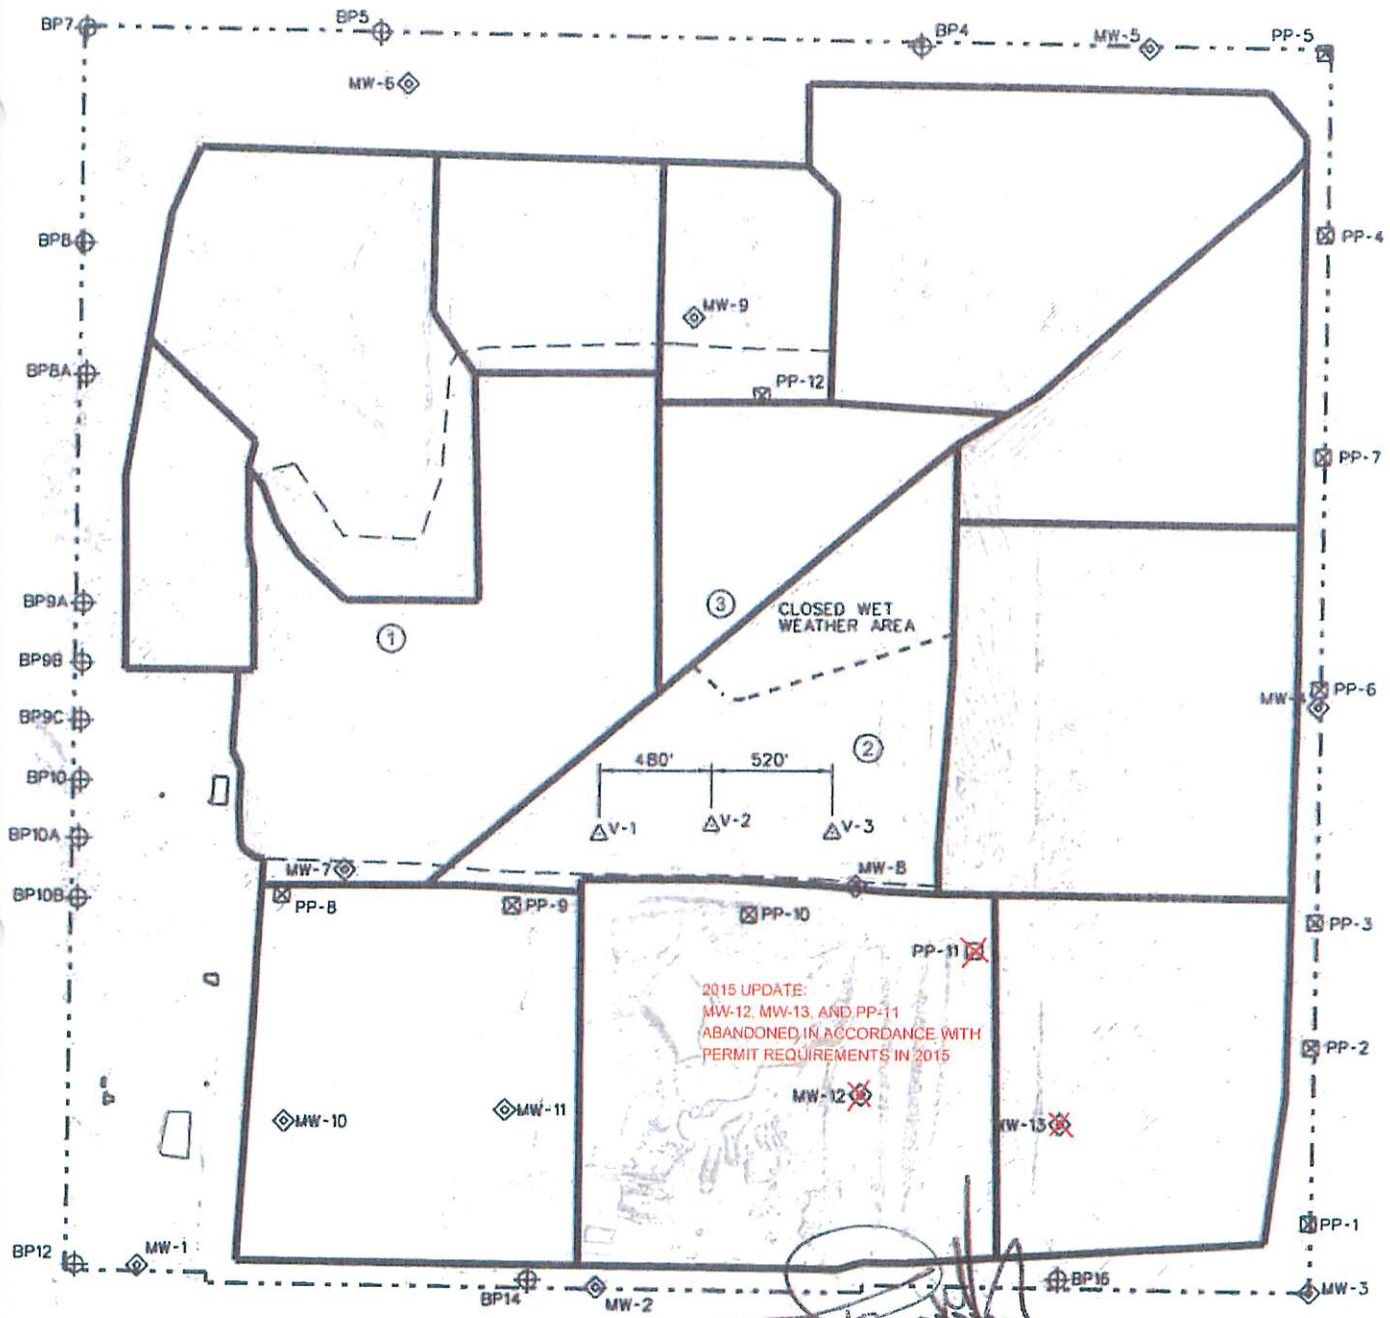 BP7
BP5
BP4
MW-5
PP-5
MW-6
BP8
PP-4
MW-9
BP8A
PP-12
PP-7
BP9A
3
CLOSED WET
WEATHER AREA
1
BP9B
PP-6
MW-4
BP9C
2
480'
520'
BP10
V-1
V-2
V-3
BP10A
MW-7
MW-8
BP10B
PP-8
PP-9
PP-10
PP-3
PP-11
2015 UPDATE:
MW-12, MW-13, AND PP-11
ABANDONED IN ACCORDANCE WITH
PERMIT REQUIREMENTS IN 2015
PP-2
MW-12
MW-10
MW-11
MW-13
PP-1
BP12
MW-1
BP14
MW-2
BP16
MW-3